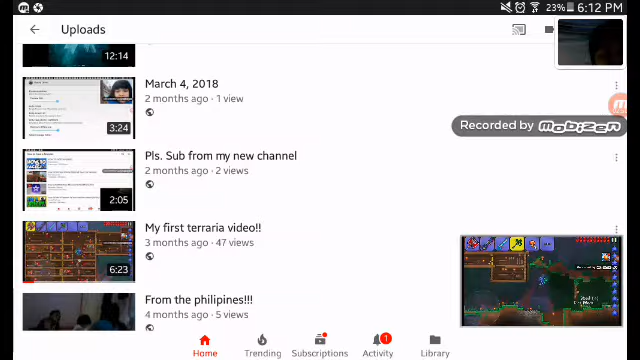 23% 6:12 PM
Uploads
12:14
March 4, 2018
2 months ago · 1 view
3:24
Recorded by mobizen
Pls. Sub from my new channel
2 months ago · 2 views
2:05
My first terraria video!!
3 months ago · 47 views
6:23
From the philipines!!!
4 months ago · 5 views
1
Home Trending Subscriptions Activity Library